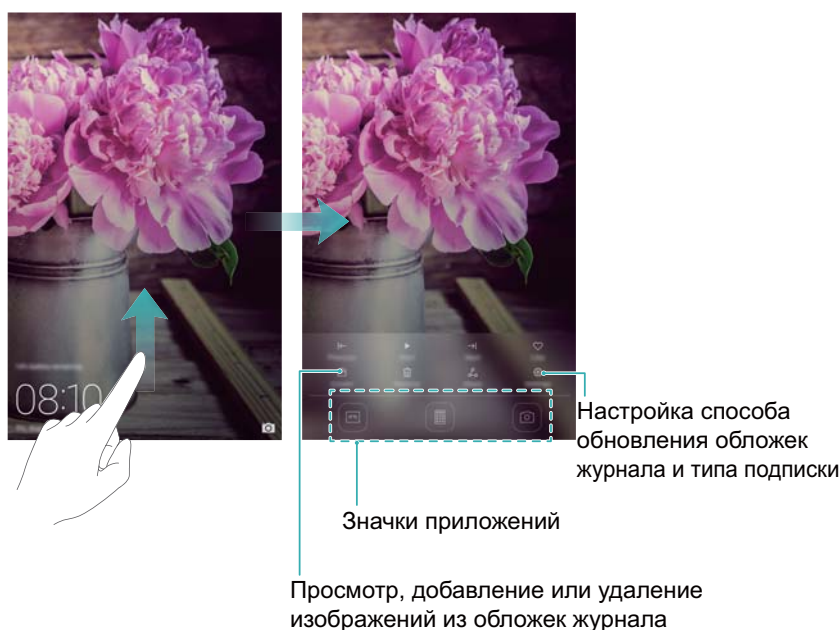 08:10
Настройка способа
обновления обложек
журнала и типа подписки
Значки приложений
Просмотр, добавление или удаление
изображений из обложек журнала